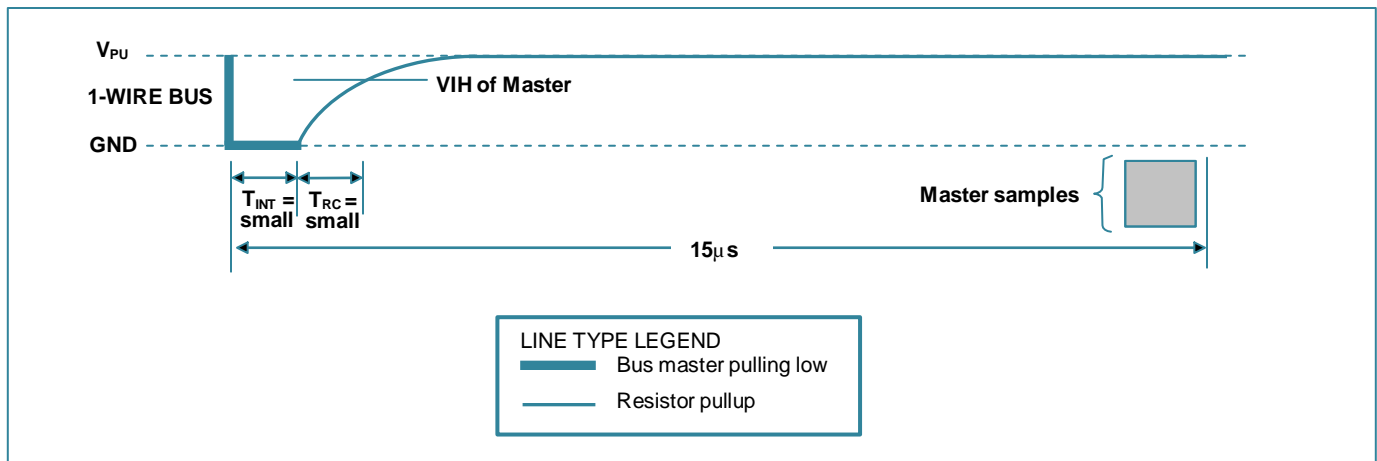 VPU
1-WIRE BUS
GND
VIH of Master
TINT =
small
TRC =
small
Master samples
15μs
LINE TYPE LEGEND
Bus master pulling low
Resistor pullup